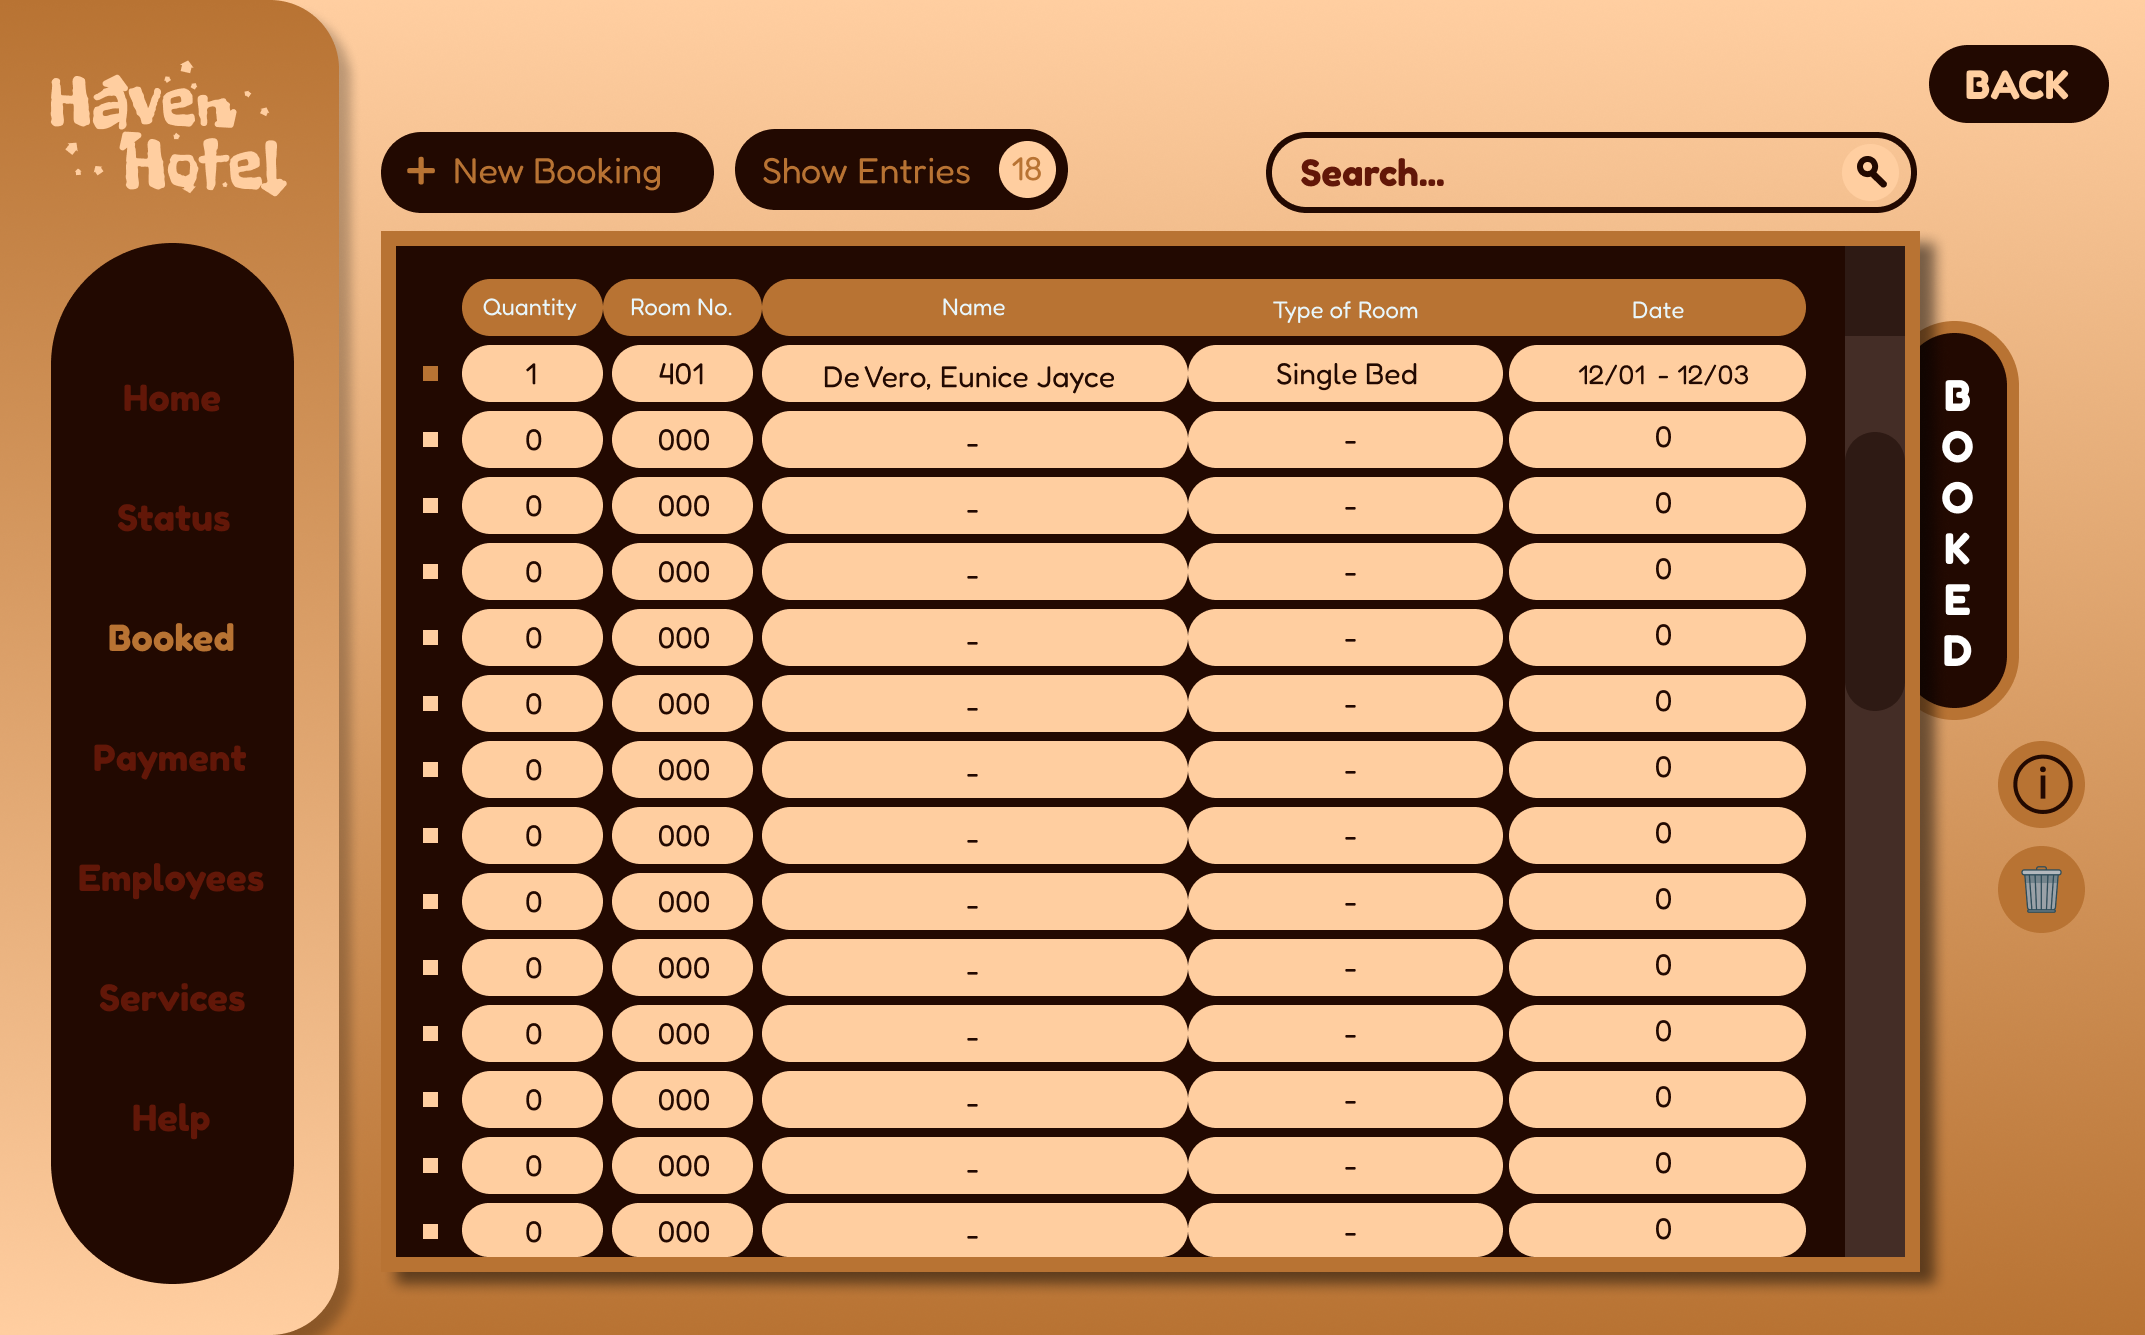 Haven
Hotel
BACK
+ New Booking
Show Entries 18
Search...
Home
Status
Booked
Payment
Employees
Services
Help
Quantity Room No. Name Type of Room Date
1 401 De Vero, Eunice Jayce Single Bed 12/01 - 12/03
0 000 - - 0
0 000 - - 0
0 000 - - 0
0 000 - - 0
0 000 - - 0
0 000 - - 0
0 000 - - 0
0 000 - - 0
0 000 - - 0
0 000 - - 0
0 000 - - 0
0 000 - - 0
0 000 - - 0
B
O
O
K
E
D
i